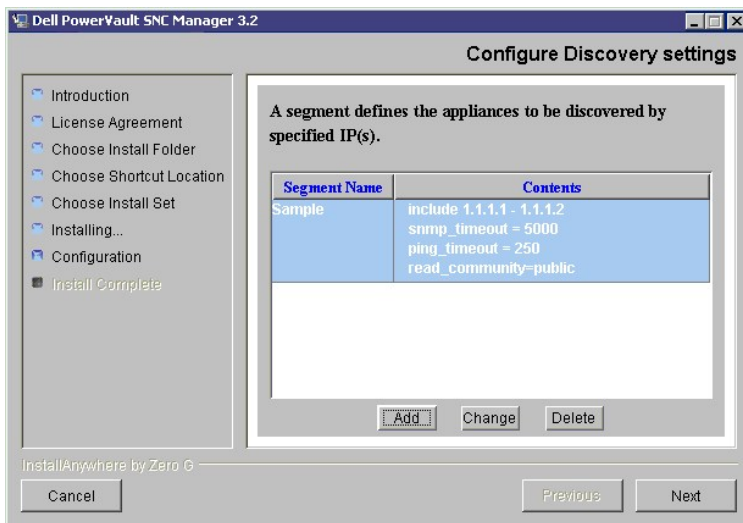 Dell PowerVault SNC Manager 3.2
Configure Discovery settings
Introduction
License Agreement
Choose Install Folder
Choose Shortcut Location
Choose Install Set
Installing...
Configuration
Install Complete
A segment defines the appliances to be discovered by
specified IP(s).
Segment Name Contents
Sample include 1.1.1.1 - 1.1.1.2
snmp_timeout = 5000
ping_timeout = 250
read_community=public
Add Change Delete
InstallAnywhere by Zero G
Cancel Previous Next